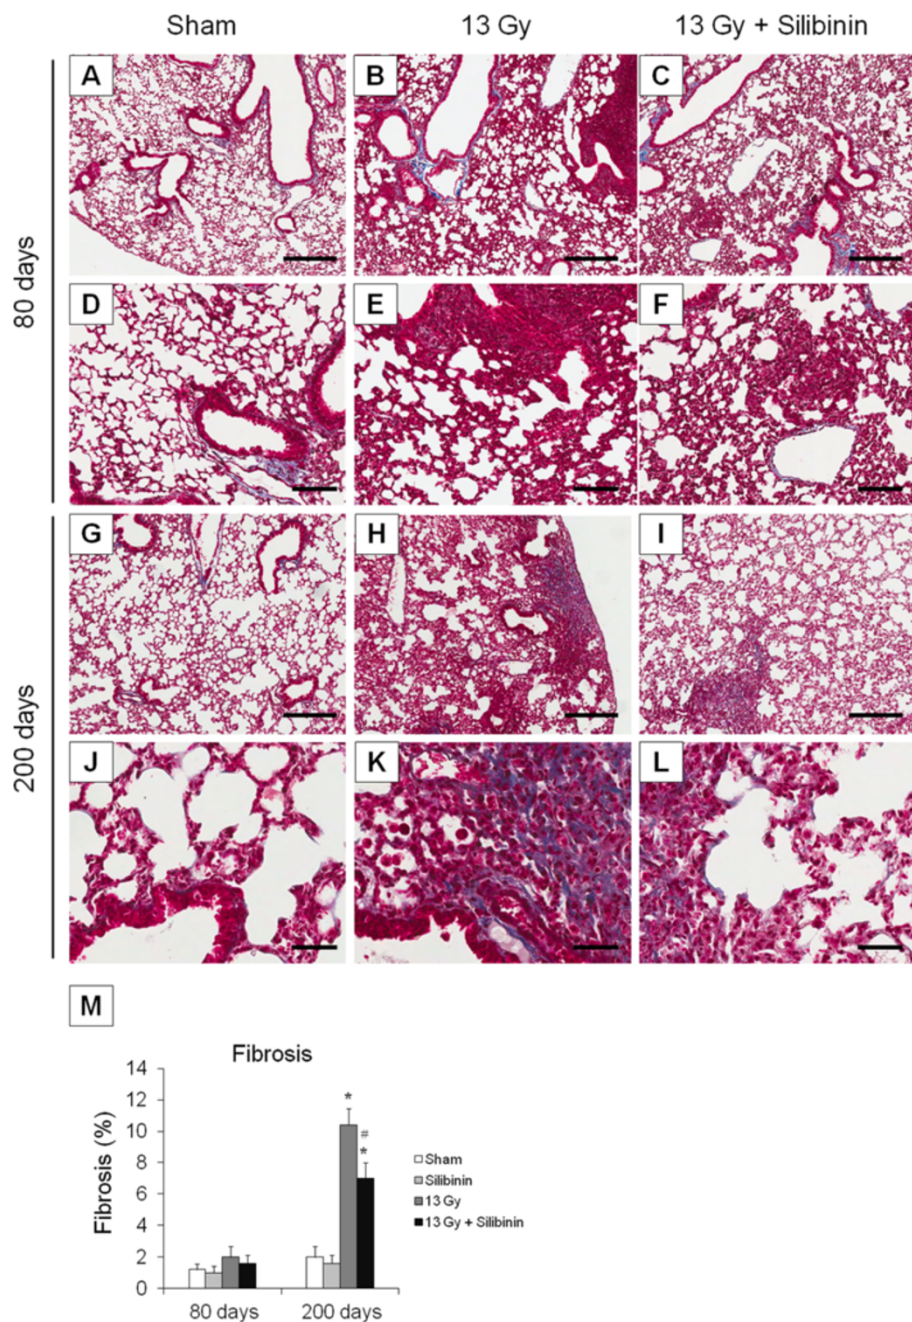 Sham 13 Gy 13 Gy + Silibinin
A B C
80 days
D E F
G H I
200 days
J K L
M
Fibrosis
Fibrosis (%)
14
12
10
8
6
4
2
0
*
#
*
Sham
Silibinin
13 Gy
13 Gy + Silibinin
80 days 200 days